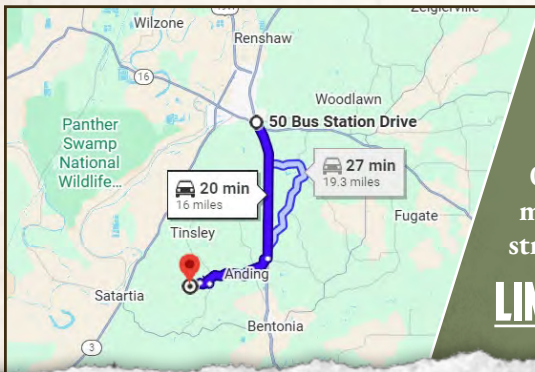 Wilzone
Renshaw
16
Woodlawn
50 Bus Station Drive
Panther
Swamp
National
Wildlife...
20 min
16 miles
27 min
19.3 miles
Fugate
Tinsley
Anding
Satartia
Bentonia
3